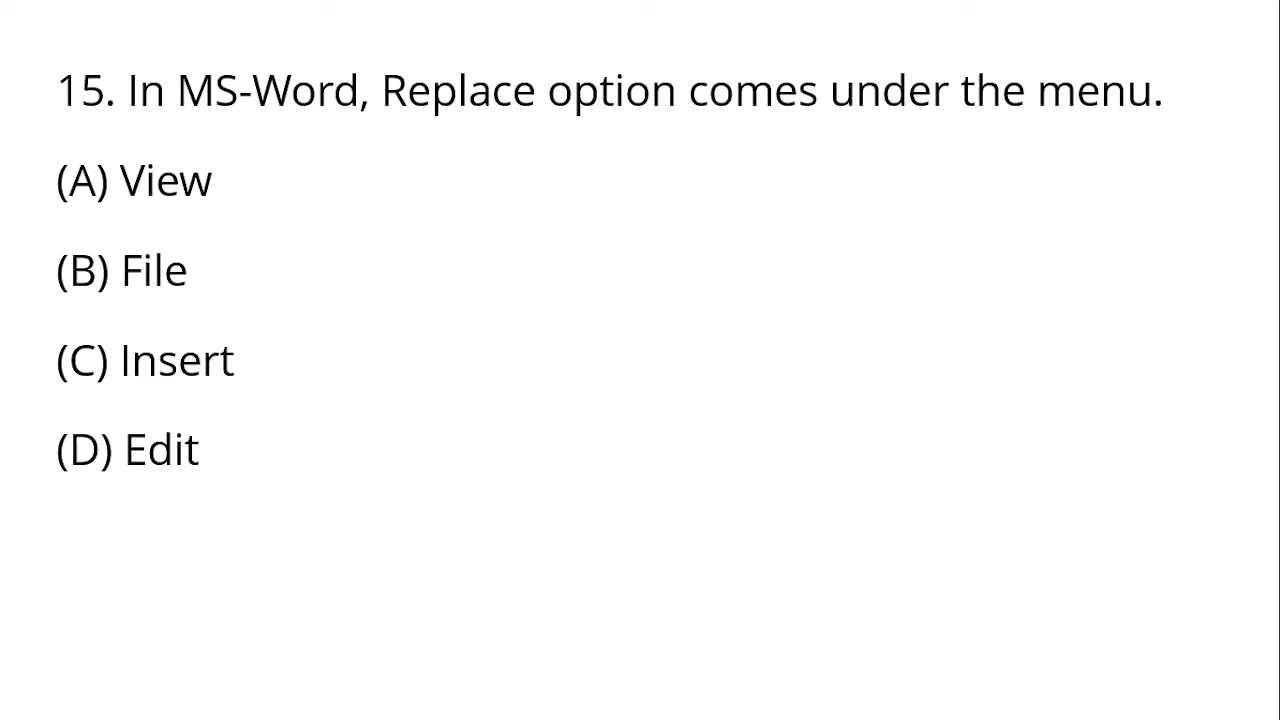 15. In MS-Word, Replace option comes under the menu.
(A) View
(B) File
(C) Insert
(D) Edit